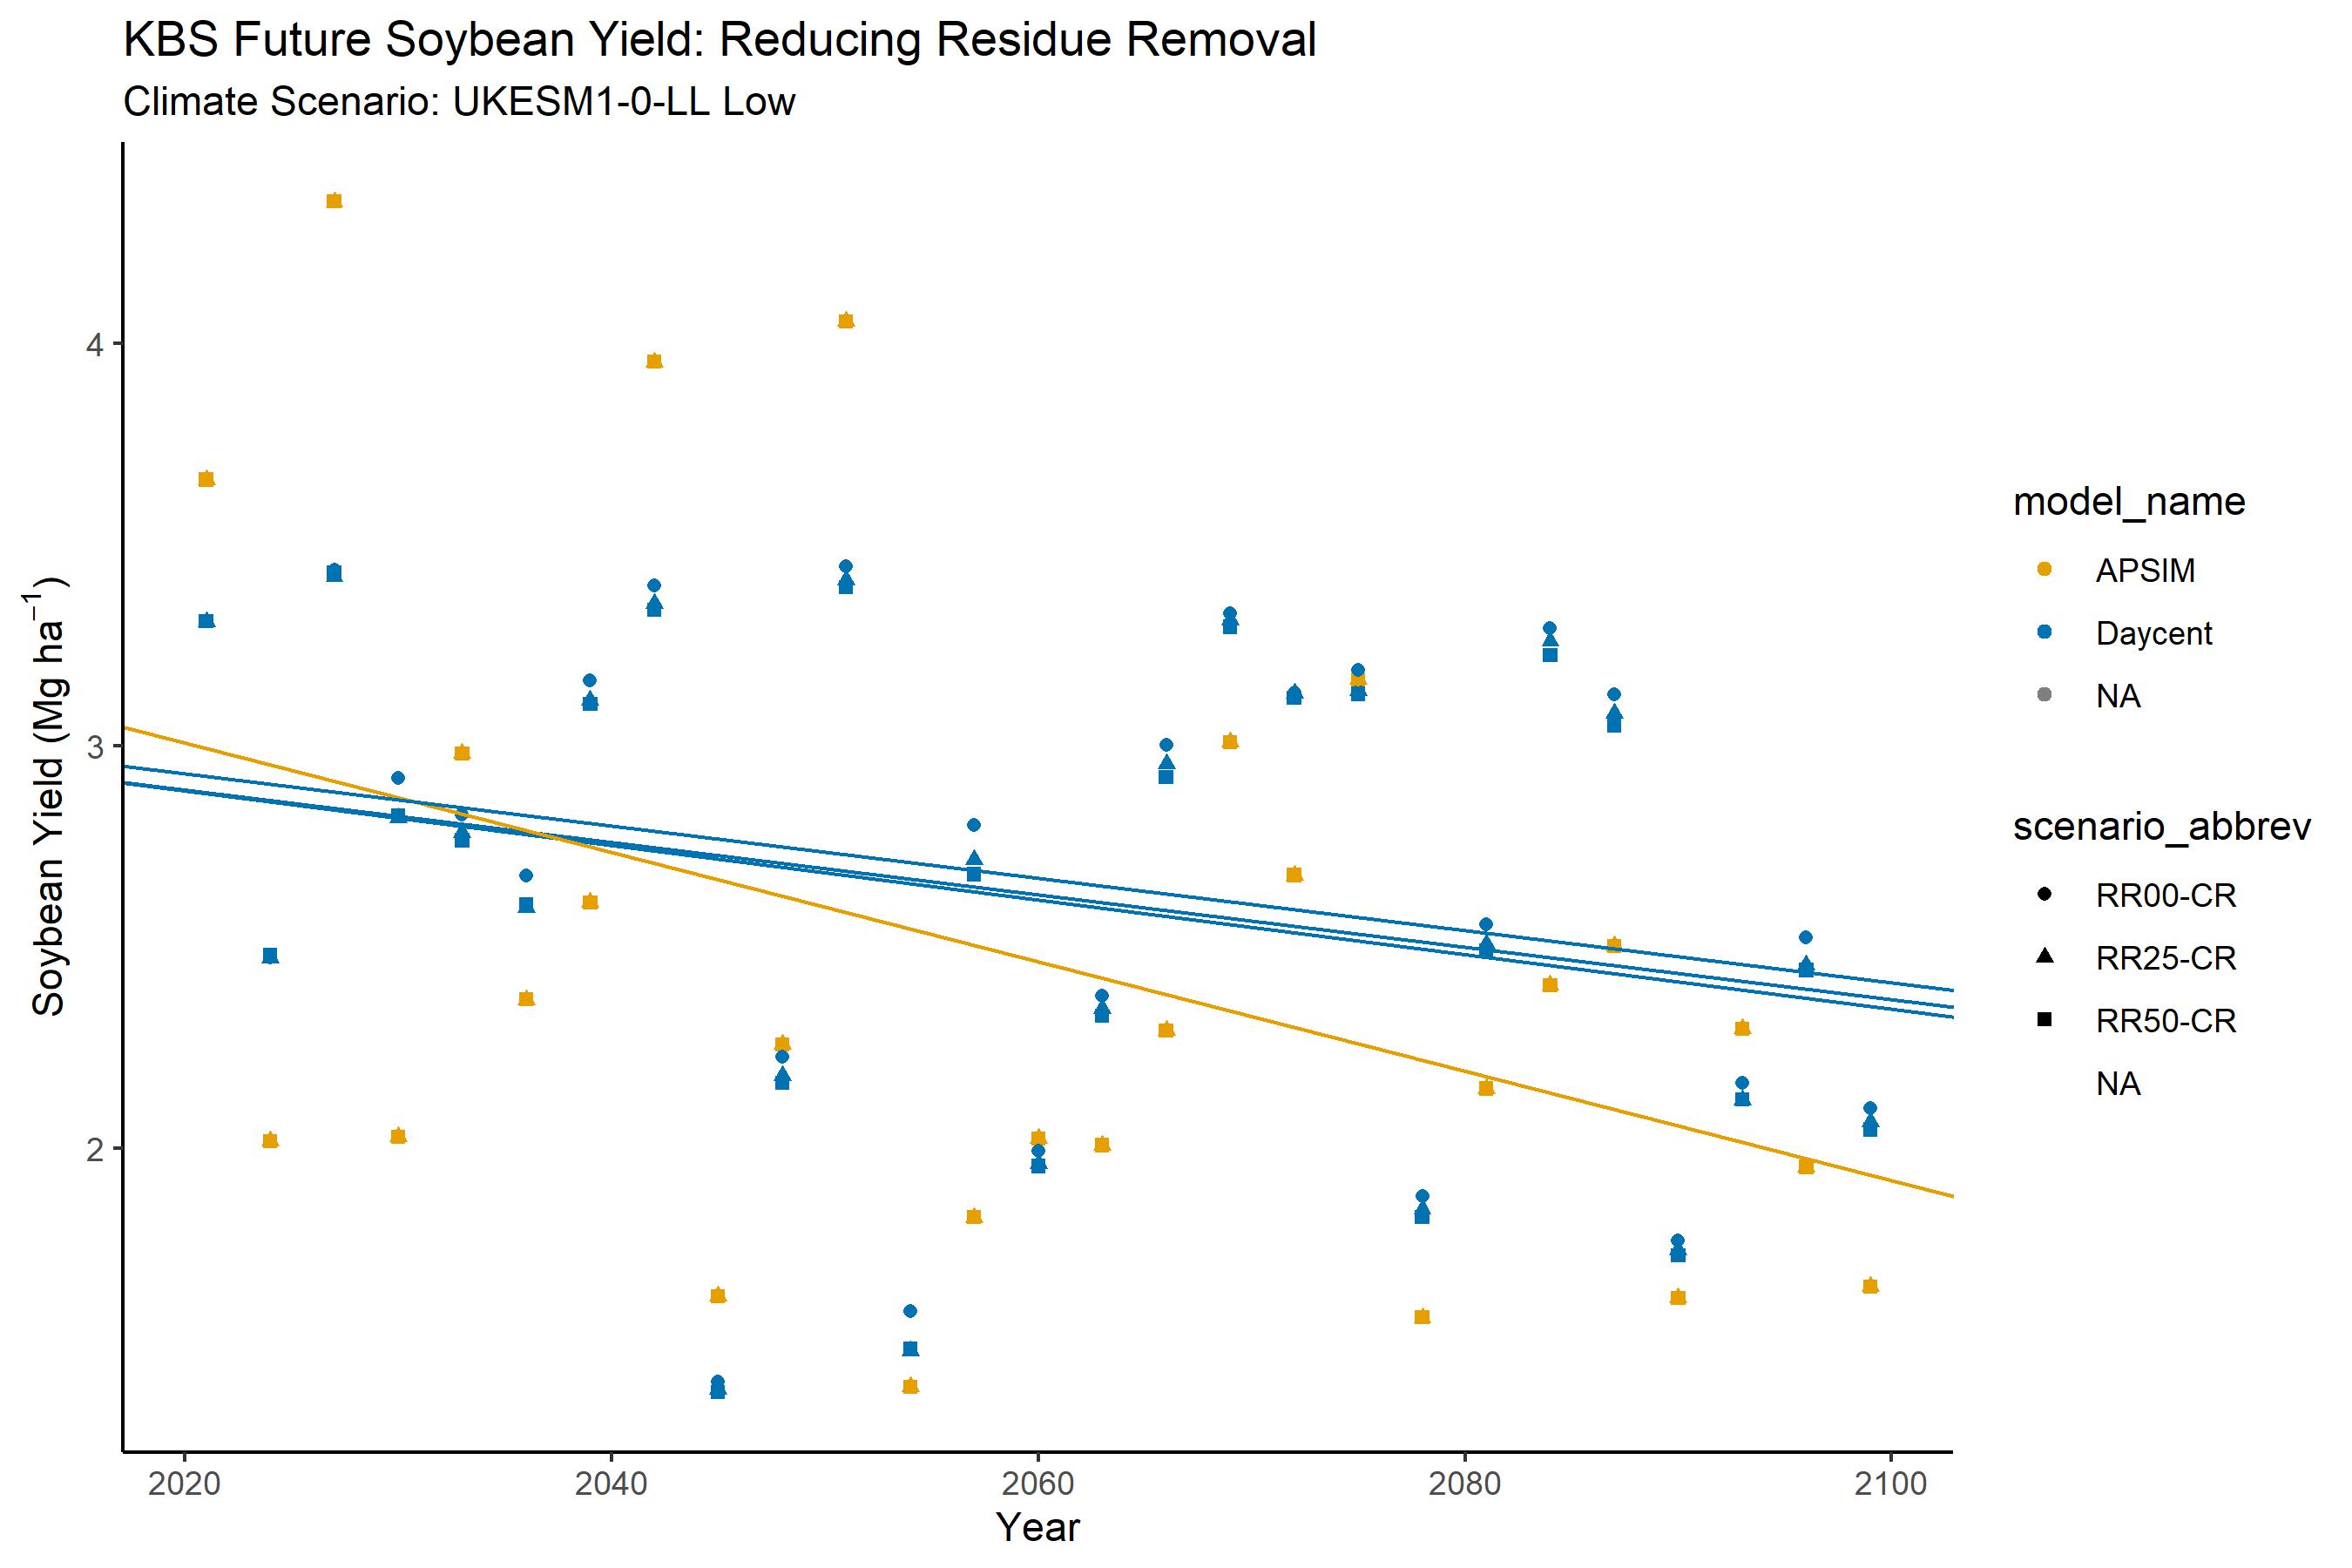 KBS Future Soybean Yield: Reducing Residue Removal
Climate Scenario: UKESM1-0-LL Low
Soybean Yield (Mg ha⁻¹)
4
3
2
2020 2040 2060 2080 2100
Year
model_name
APSIM
Daycent
NA
scenario_abbrev
RR00-CR
RR25-CR
RR50-CR
NA